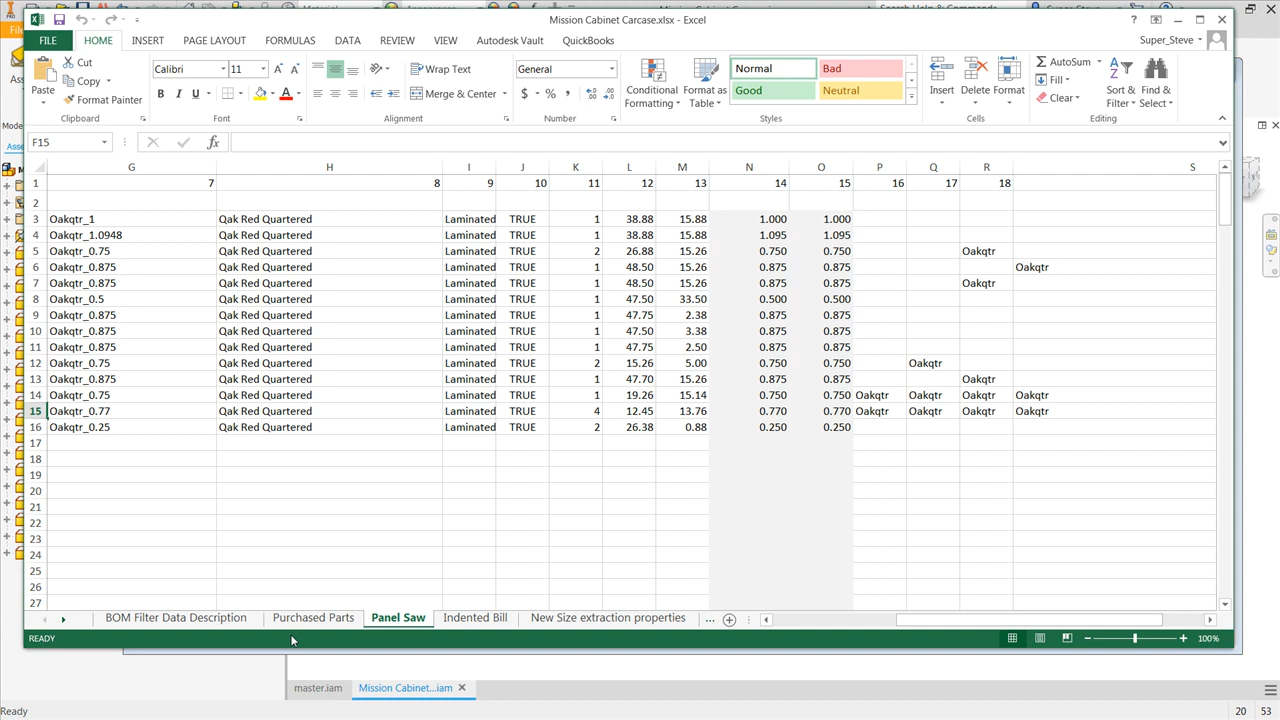 Mission Cabinet Carcase.xlsx - Excel
FILE HOME INSERT PAGE LAYOUT FORMULAS DATA REVIEW VIEW Autodesk Vault QuickBooks Super_Steve
Paste Cut Copy Format Painter
Calibri 11
B I U A
Wrap Text
Merge & Center
General
$ % ,
Conditional Formatting Format as Table
Normal Bad
Good Neutral
Insert Delete Format
AutoSum Fill Clear
Sort & Filter Find & Select
Clipboard Font Alignment Number Styles Cells Editing
F15 fx
G H I J K L M N O P Q R S
1 7 8 9 10 11 12 13 14 15 16 17 18
2
3 Oakqtr_1 Qak Red Quartered Laminated TRUE 1 38.88 15.88 1.000 1.000
4 Oakqtr_1.0948 Qak Red Quartered Laminated TRUE 1 38.88 15.88 1.095 1.095
5 Oakqtr_0.75 Qak Red Quartered Laminated TRUE 2 26.88 15.26 0.750 0.750 Oakqtr
6 Oakqtr_0.875 Qak Red Quartered Laminated TRUE 1 48.50 15.26 0.875 0.875 Oakqtr
7 Oakqtr_0.875 Qak Red Quartered Laminated TRUE 1 48.50 15.26 0.875 0.875 Oakqtr
8 Oakqtr_0.5 Qak Red Quartered Laminated TRUE 1 47.50 33.50 0.500 0.500
9 Oakqtr_0.875 Qak Red Quartered Laminated TRUE 1 47.75 2.38 0.875 0.875
10 Oakqtr_0.875 Qak Red Quartered Laminated TRUE 1 47.50 3.38 0.875 0.875
11 Oakqtr_0.875 Qak Red Quartered Laminated TRUE 1 47.75 2.50 0.875 0.875
12 Oakqtr_0.75 Qak Red Quartered Laminated TRUE 2 15.26 5.00 0.750 0.750 Oakqtr
13 Oakqtr_0.875 Qak Red Quartered Laminated TRUE 1 47.70 15.26 0.875 0.875 Oakqtr
14 Oakqtr_0.75 Qak Red Quartered Laminated TRUE 1 19.26 15.14 0.750 0.750 Oakqtr Oakqtr Oakqtr Oakqtr
15 Oakqtr_0.77 Qak Red Quartered Laminated TRUE 4 12.45 13.76 0.770 0.770 Oakqtr Oakqtr Oakqtr Oakqtr
16 Oakqtr_0.25 Qak Red Quartered Laminated TRUE 2 26.38 0.88 0.250 0.250
17
18
19
20
21
22
23
24
25
26
27
BOM Filter Data Description Purchased Parts Panel Saw Indented Bill New Size extraction properties ...
READY 100%
master.iam Mission Cabinet...iam
Ready 20 53